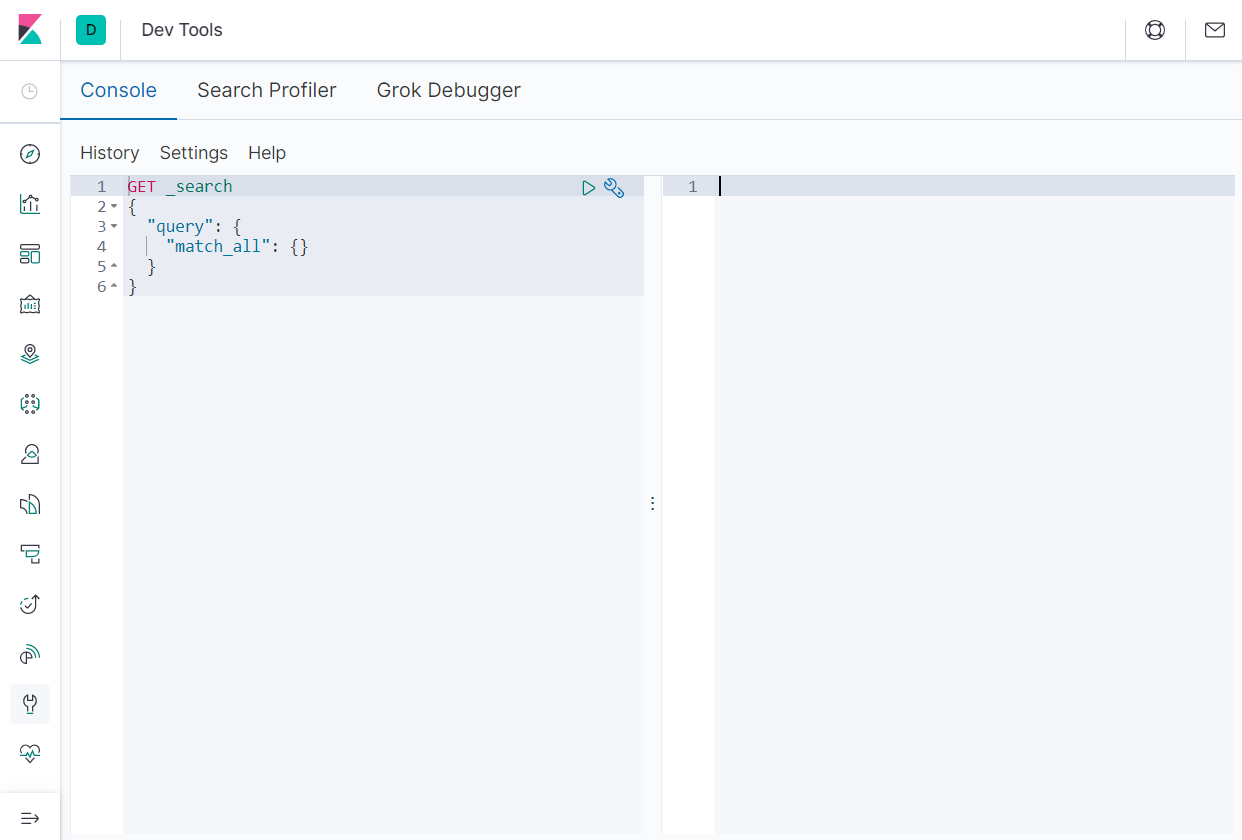 D Dev Tools
Console Search Profiler Grok Debugger
History Settings Help
1 GET _search
2 {
3 "query": {
4 "match_all": {}
5 }
6 }
1